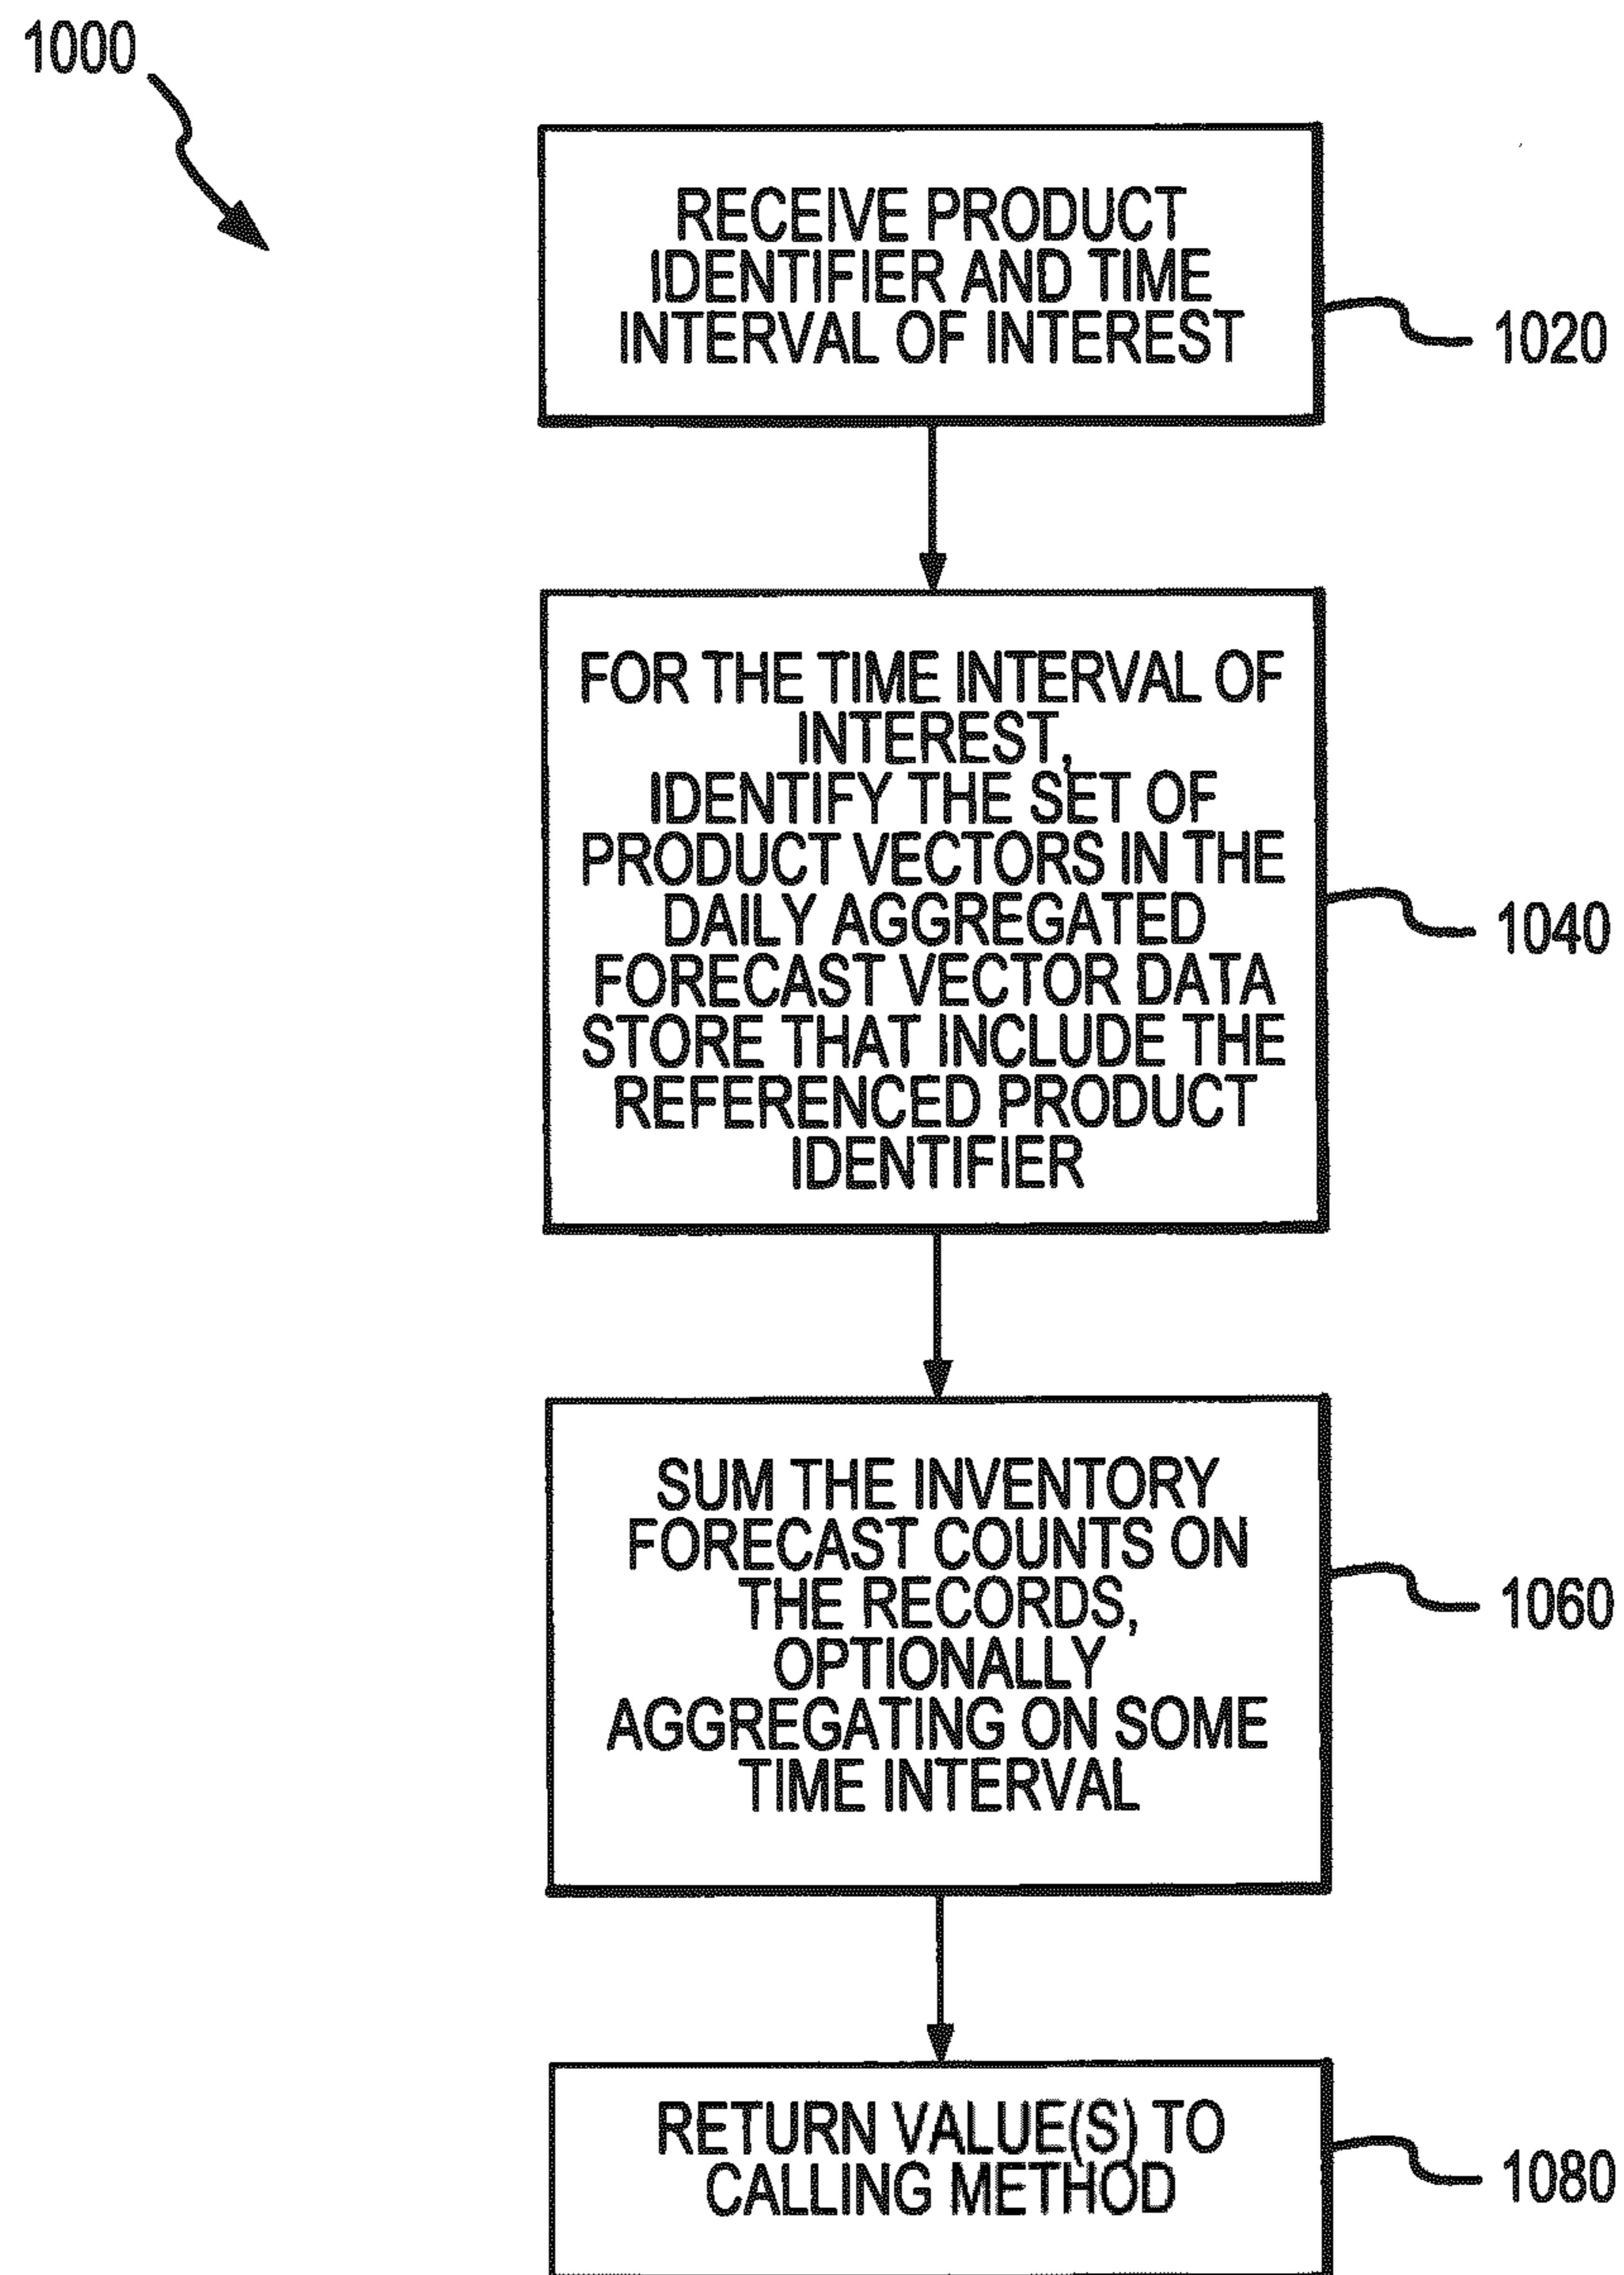 1000
RECEIVE PRODUCT
IDENTIFIER AND TIME
INTERVAL OF INTEREST
1020
FOR THE TIME INTERVAL OF
INTEREST,
IDENTIFY THE SET OF
PRODUCT VECTORS IN THE
DAILY AGGREGATED
FORECAST VECTOR DATA
STORE THAT INCLUDE THE
REFERENCED PRODUCT
IDENTIFIER
1040
SUM THE INVENTORY
FORECAST COUNTS ON
THE RECORDS,
OPTIONALLY
AGGREGATING ON SOME
TIME INTERVAL
1060
RETURN VALUE(S) TO
CALLING METHOD
1080